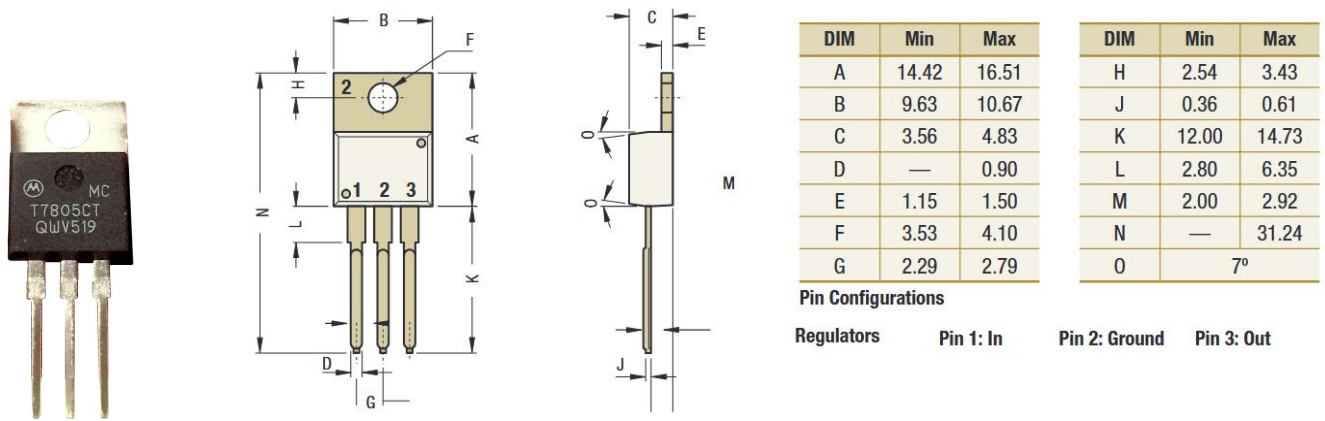 MC
T7805CT
QWV519
B
F
H
2
A
N
1 2 3
L
K
D
G
C
E
O
O
M
J
DIM Min Max
A 14.42 16.51
B 9.63 10.67
C 3.56 4.83
D — 0.90
E 1.15 1.50
F 3.53 4.10
G 2.29 2.79
DIM Min Max
H 2.54 3.43
J 0.36 0.61
K 12.00 14.73
L 2.80 6.35
M 2.00 2.92
N — 31.24
O 7º
Pin Configurations
Regulators Pin 1: In Pin 2: Ground Pin 3: Out